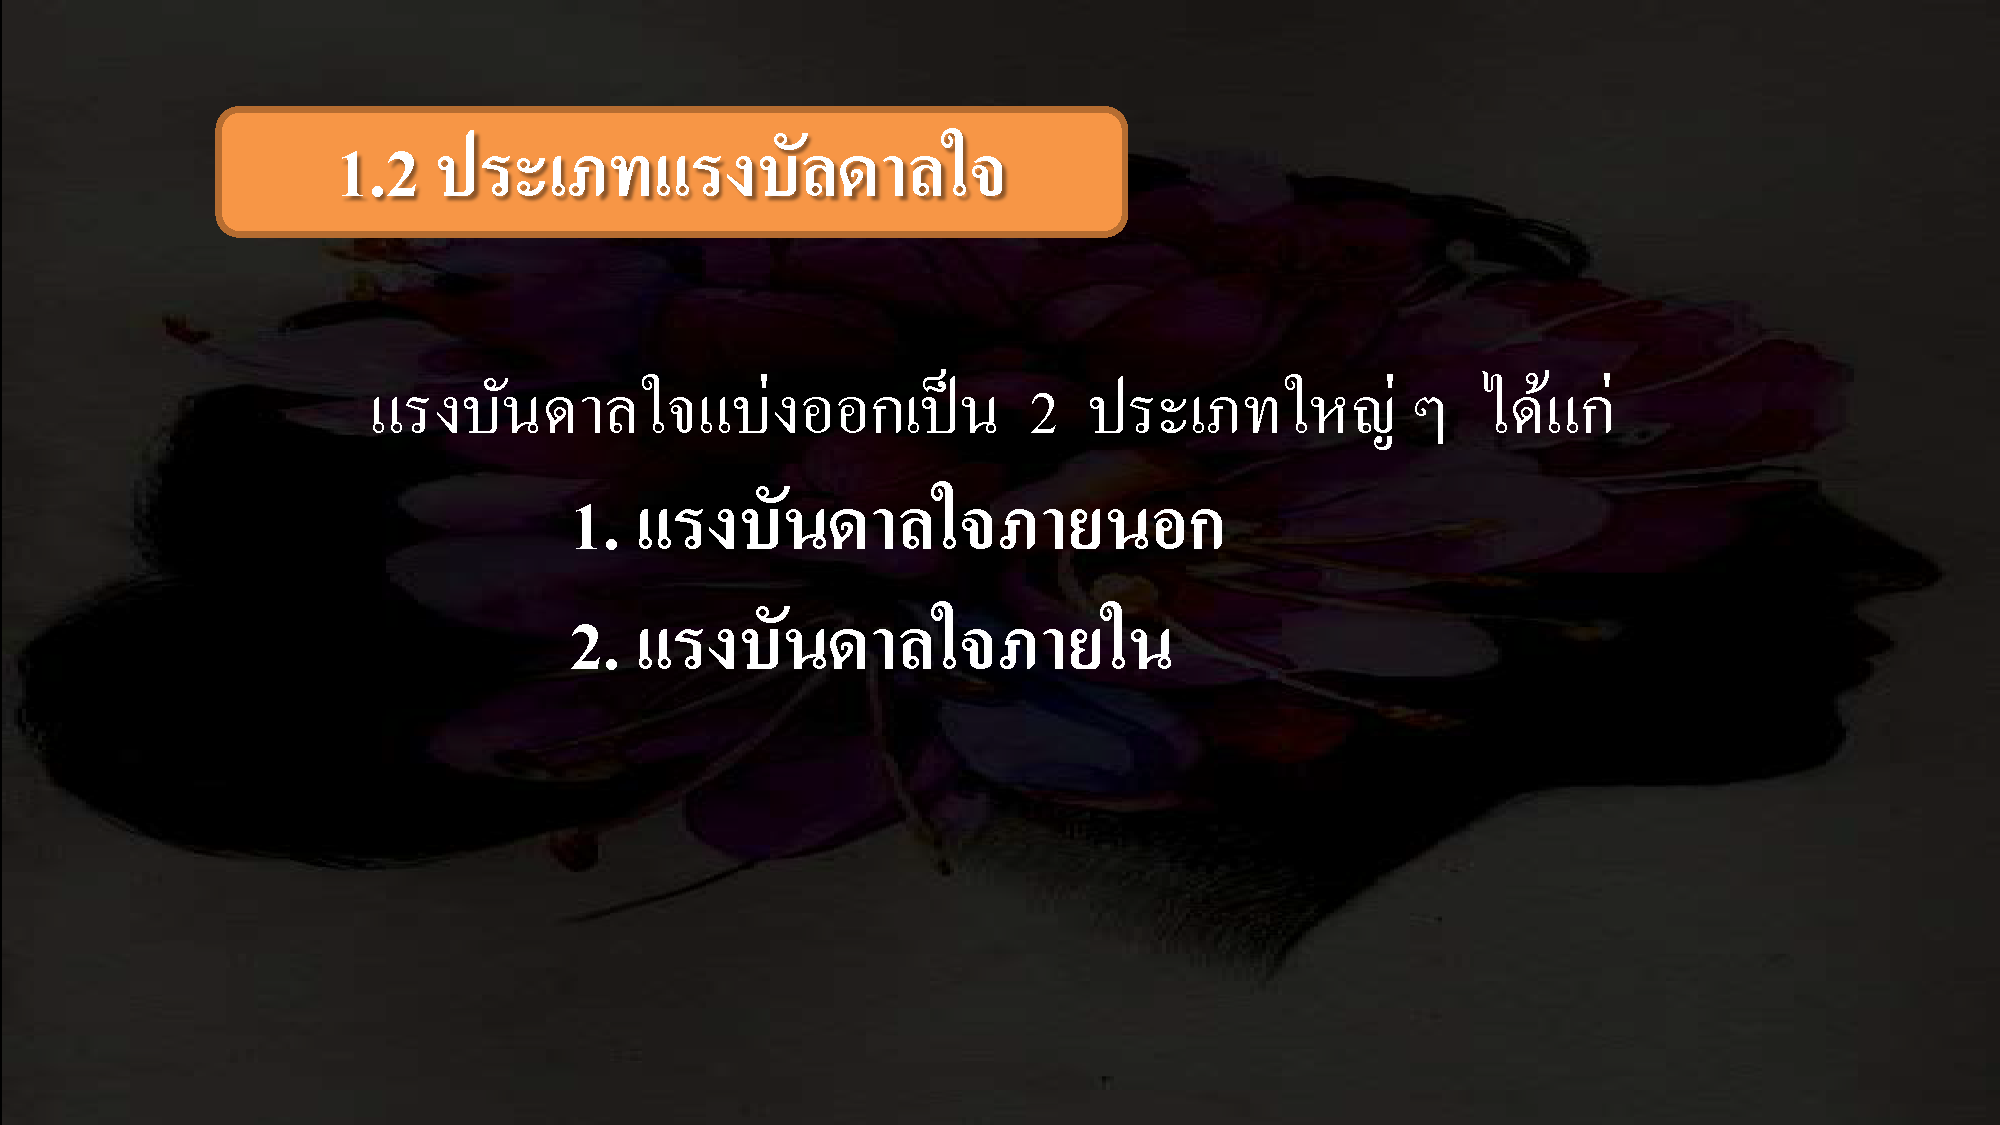 1.2 ประเภทแรงบัลดาลใจ
แรงบันดาลใจแบ่งออกเป็น 2 ประเภทใหญ่ ๆ ได้แก่
1. แรงบันดาลใจภายนอก
2. แรงบันดาลใจภายใน